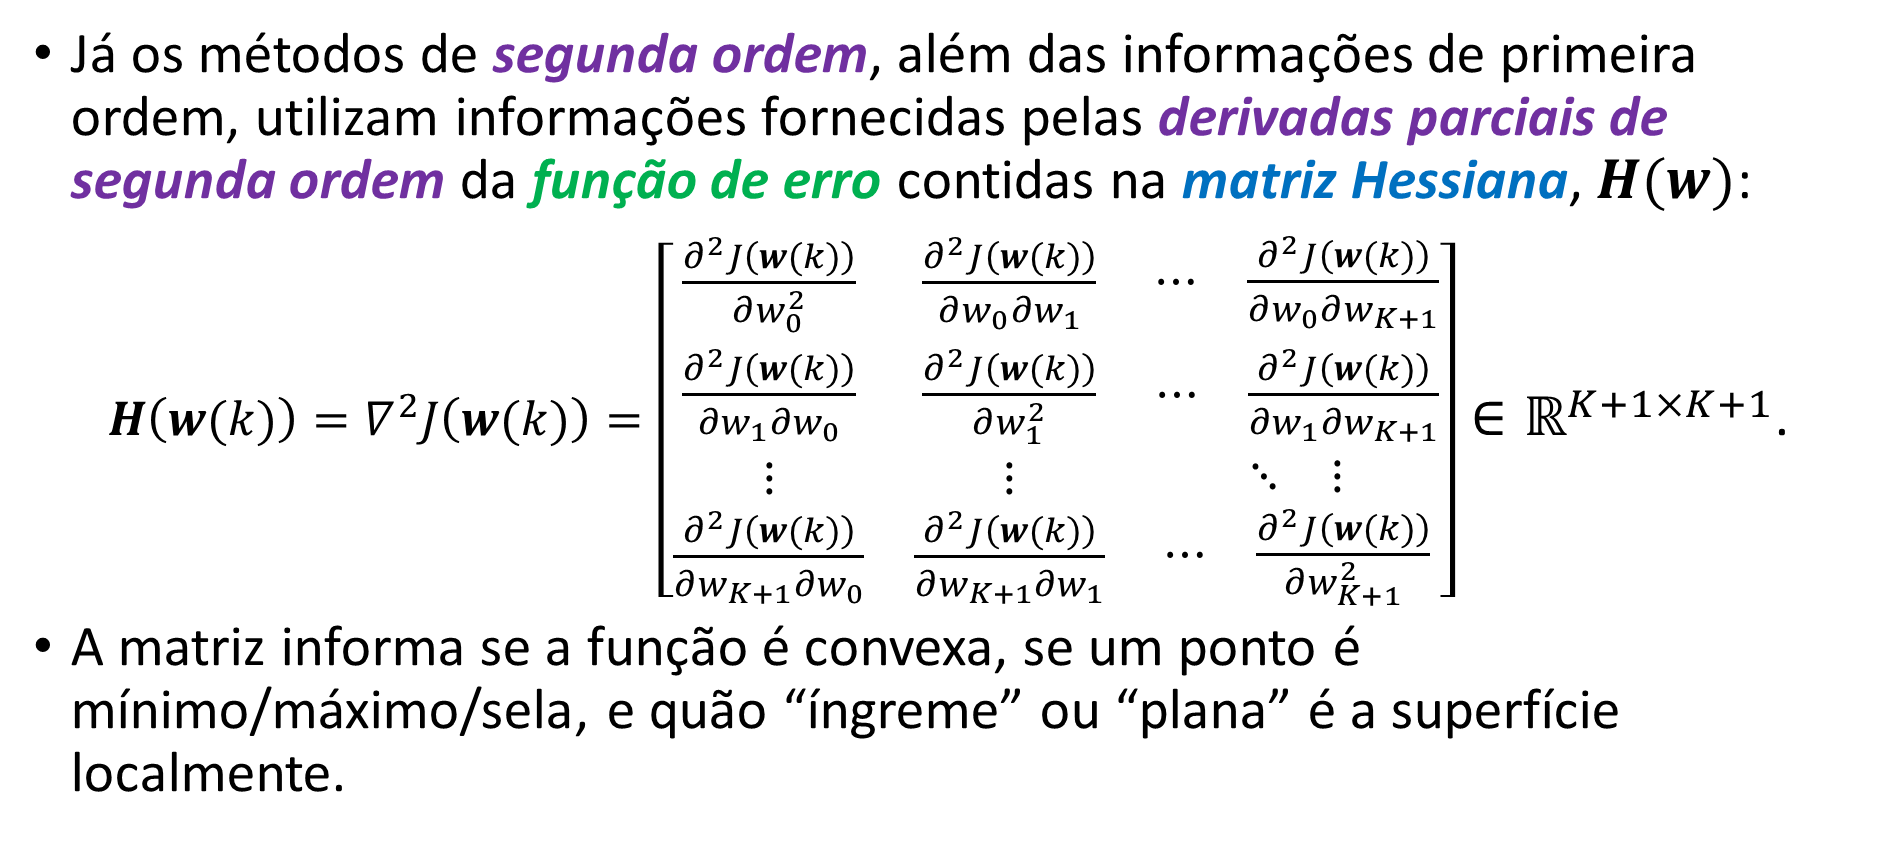 • Já os métodos de segunda ordem, além das informações de primeira
ordem, utilizam informações fornecidas pelas derivadas parciais de
segunda ordem da função de erro contidas na matriz Hessiana, H(w):
H(w(k)) = ∇²J(w(k)) = [ ∂²J(w(k))/∂w₀² ∂²J(w(k))/∂w₀∂w₁ ⋯ ∂²J(w(k))/∂w₀∂w_{K+1}
∂²J(w(k))/∂w₁∂w₀ ∂²J(w(k))/∂w₁² ⋯ ∂²J(w(k))/∂w₁∂w_{K+1}
⋮ ⋮ ⋱ ⋮
∂²J(w(k))/∂w_{K+1}∂w₀ ∂²J(w(k))/∂w_{K+1}∂w₁ ⋯ ∂²J(w(k))/∂w²_{K+1} ] ∈ ℝ^{K+1×K+1}.
• A matriz informa se a função é convexa, se um ponto é
mínimo/máximo/sela, e quão “íngreme” ou “plana” é a superfície
localmente.